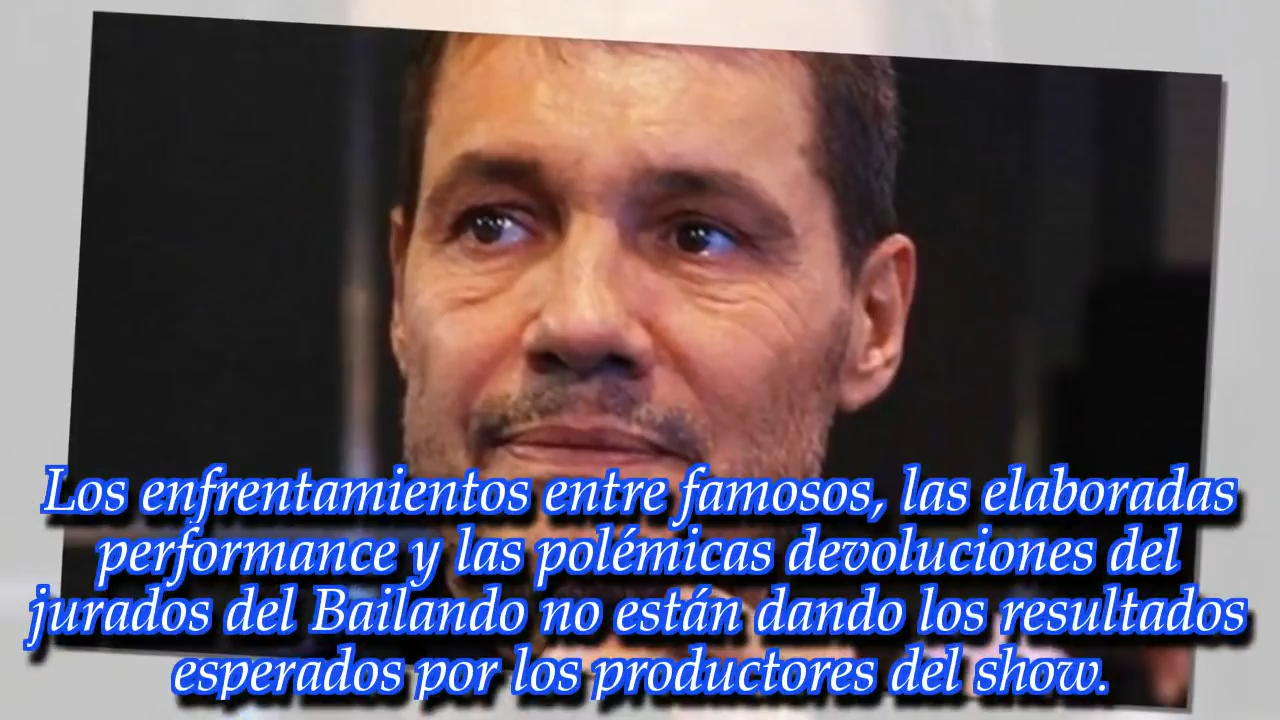 Los enfrentamientos entre famosos, las elaboradas
performance y las polémicas devoluciones del
jurados del Bailando no están dando los resultados
esperados por los productores del show.